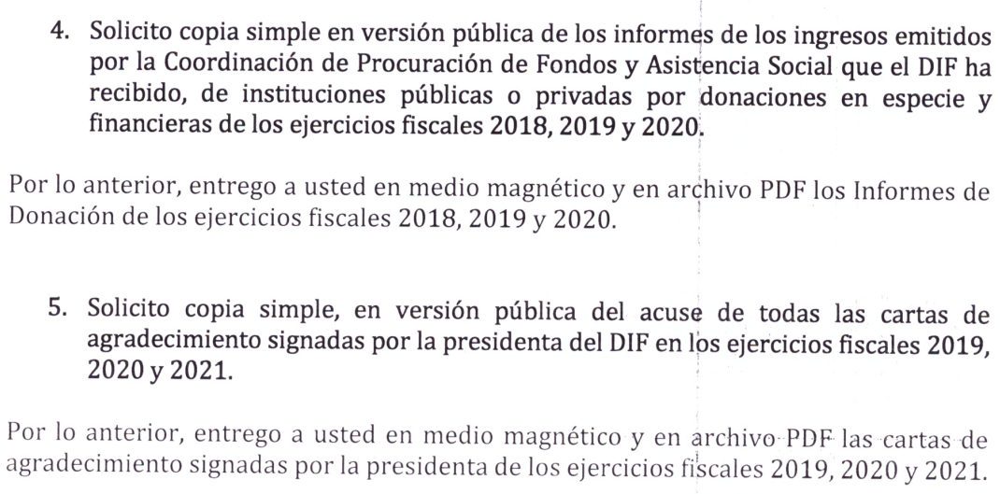 4. Solicito copia simple en versión pública de los informes de los ingresos emitidos
por la Coordinación de Procuración de Fondos y Asistencia Social que el DIF ha
recibido, de instituciones públicas o privadas por donaciones en especie y
financieras de los ejercicios fiscales 2018, 2019 y 2020.
Por lo anterior, entrego a usted en medio magnético y en archivo PDF los Informes de
Donación de los ejercicios fiscales 2018, 2019 y 2020.
5. Solicito copia simple, en versión pública del acuse de todas las cartas de
agradecimiento signadas por la presidenta del DIF en los ejercicios fiscales 2019,
2020 y 2021.
Por lo anterior, entrego a usted en medio magnético y en archivo PDF las cartas de
agradecimiento signadas por la presidenta de los ejercicios fiscales 2019, 2020 y 2021.